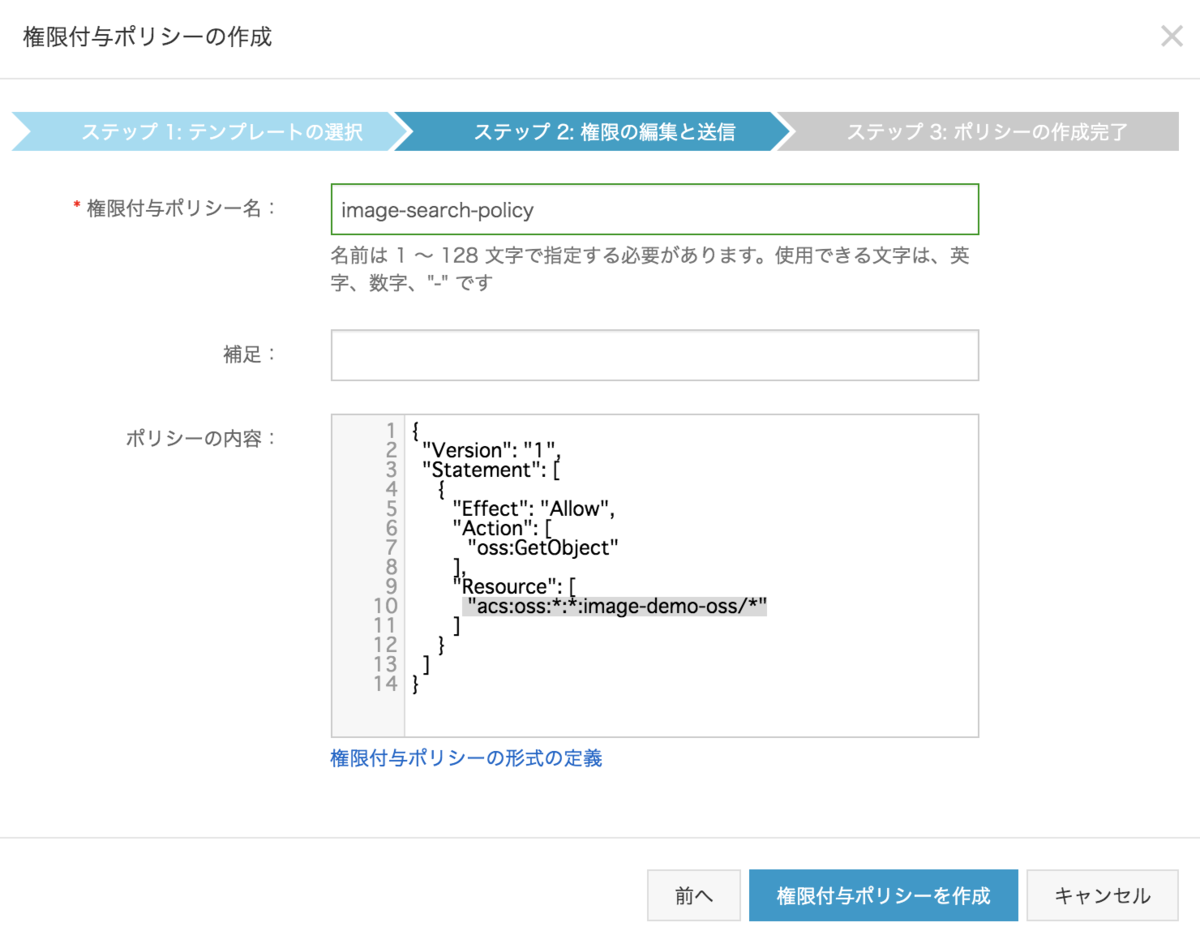 権限付与ポリシーの作成
ステップ 1: テンプレートの選択
ステップ 2: 権限の編集と送信
ステップ 3: ポリシーの作成完了
* 権限付与ポリシー名：
image-search-policy
名前は 1 〜 128 文字で指定する必要があります。使用できる文字は、英
字、数字、"-" です
補足：
ポリシーの内容：
1 {
2 "Version": "1",
3 "Statement": [
4 {
5 "Effect": "Allow",
6 "Action": [
7 "oss:GetObject"
8 ],
9 "Resource": [
10 "acs:oss:*:*:image-demo-oss/*"
11 ]
12 }
13 ]
14 }
権限付与ポリシーの形式の定義
前へ
権限付与ポリシーを作成
キャンセル